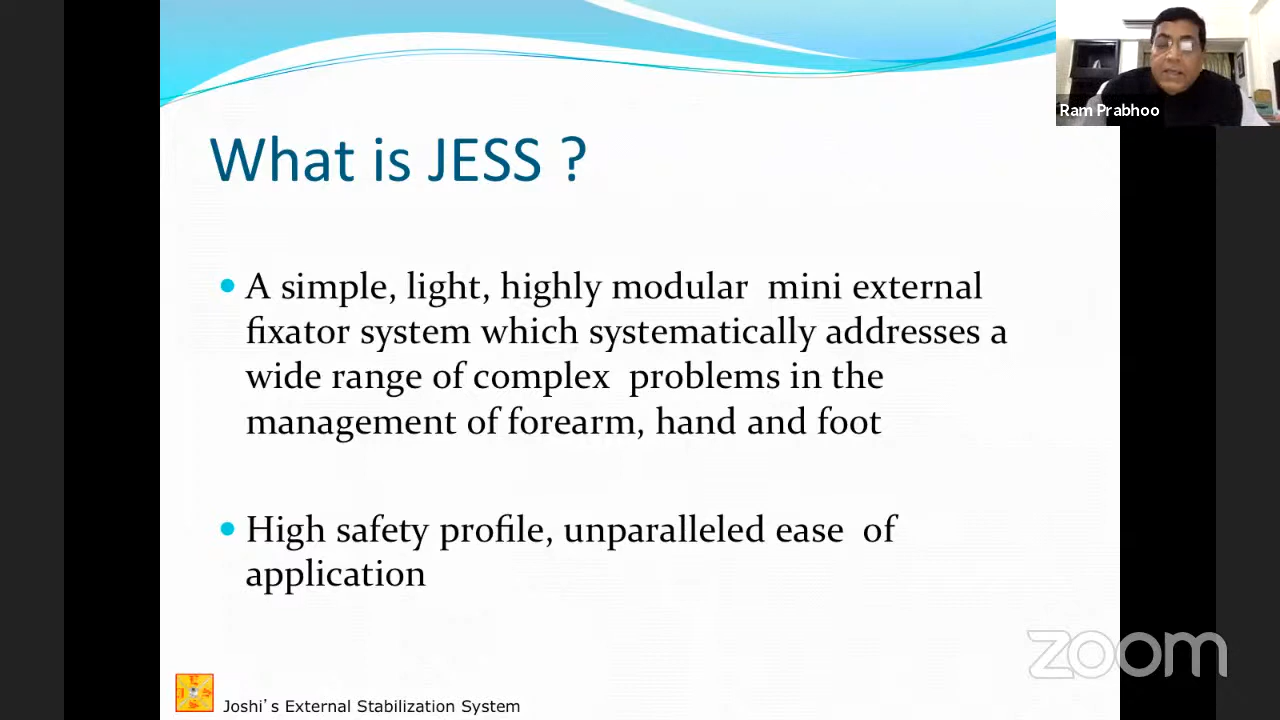 Ram Prabhoo
What is JESS ?
• A simple, light, highly modular mini external
fixator system which systematically addresses a
wide range of complex problems in the
management of forearm, hand and foot
• High safety profile, unparalleled ease of
application
zoom
Joshi's External Stabilization System